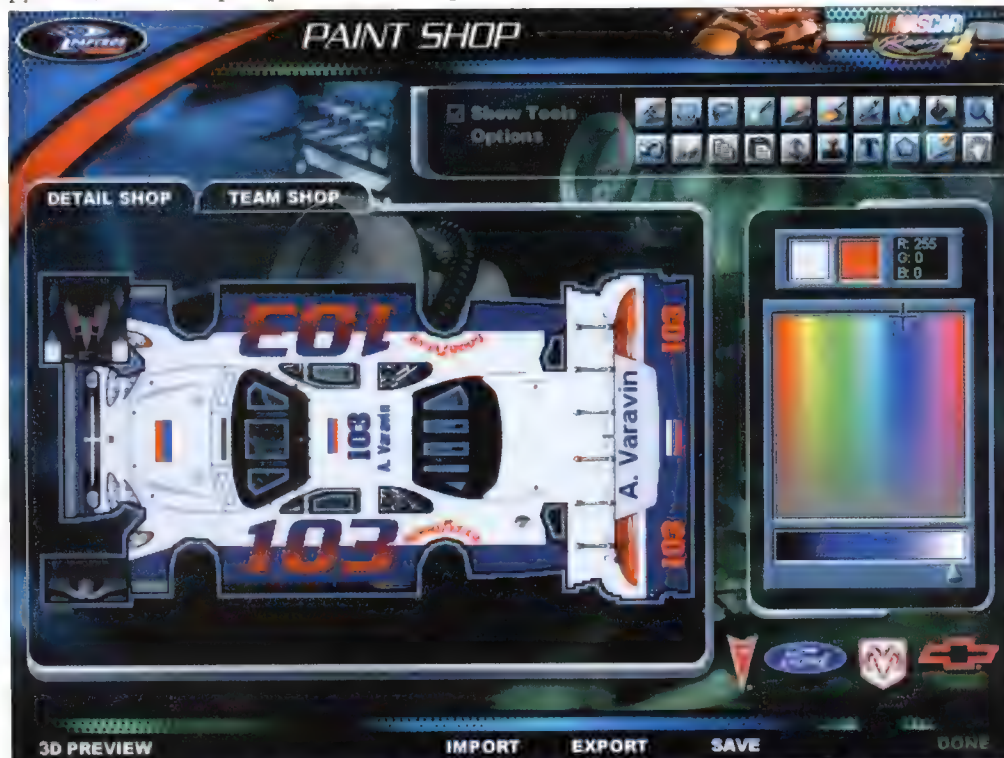 PAINT SHOP
NASCAR
Racing
4
Show Tools
Options
DETAIL SHOP
TEAM SHOP
R: 255
G: 0
B: 0
T
103
103
103
A. Varavin
103
A. Varavin
103
103
3D PREVIEW
IMPORT
EXPORT
SAVE
DONE